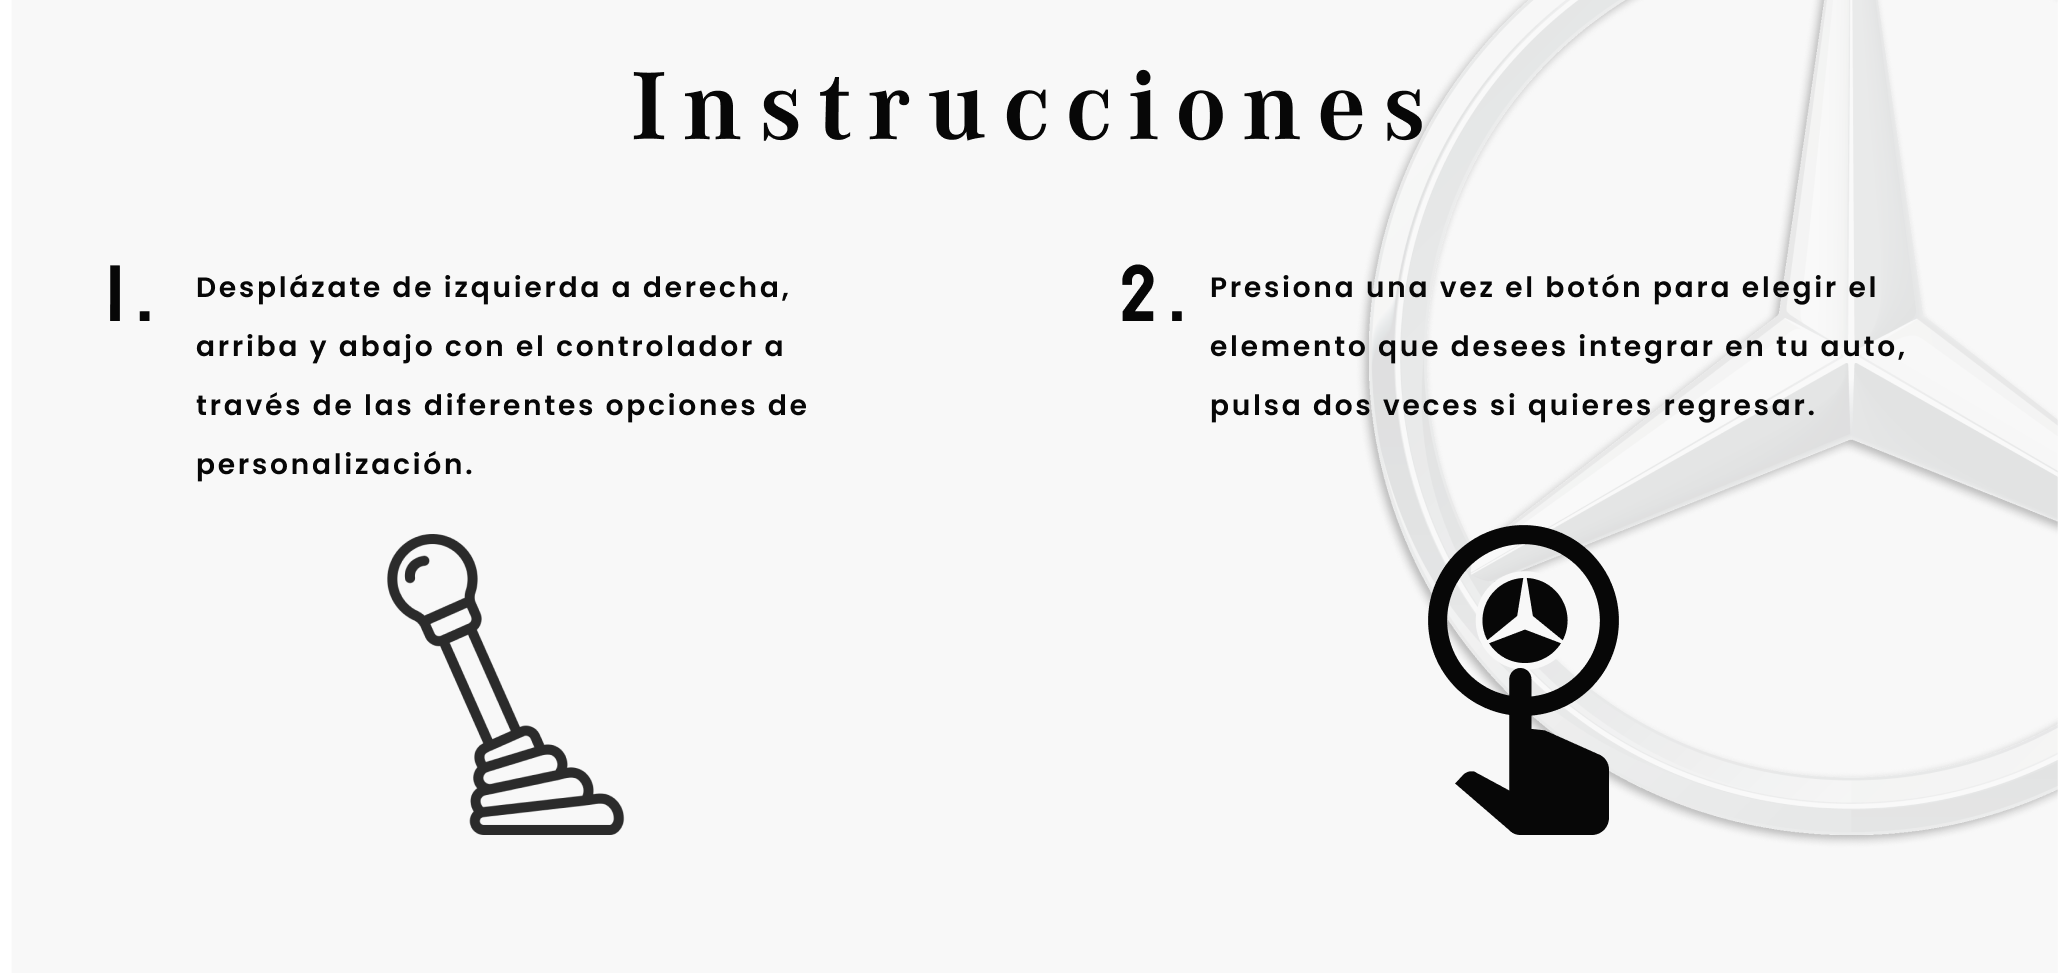 Instrucciones
1. Desplázate de izquierda a derecha,
arriba y abajo con el controlador a
través de las diferentes opciones de
personalización.
2. Presiona una vez el botón para elegir el
elemento que desees integrar en tu auto,
pulsa dos veces si quieres regresar.